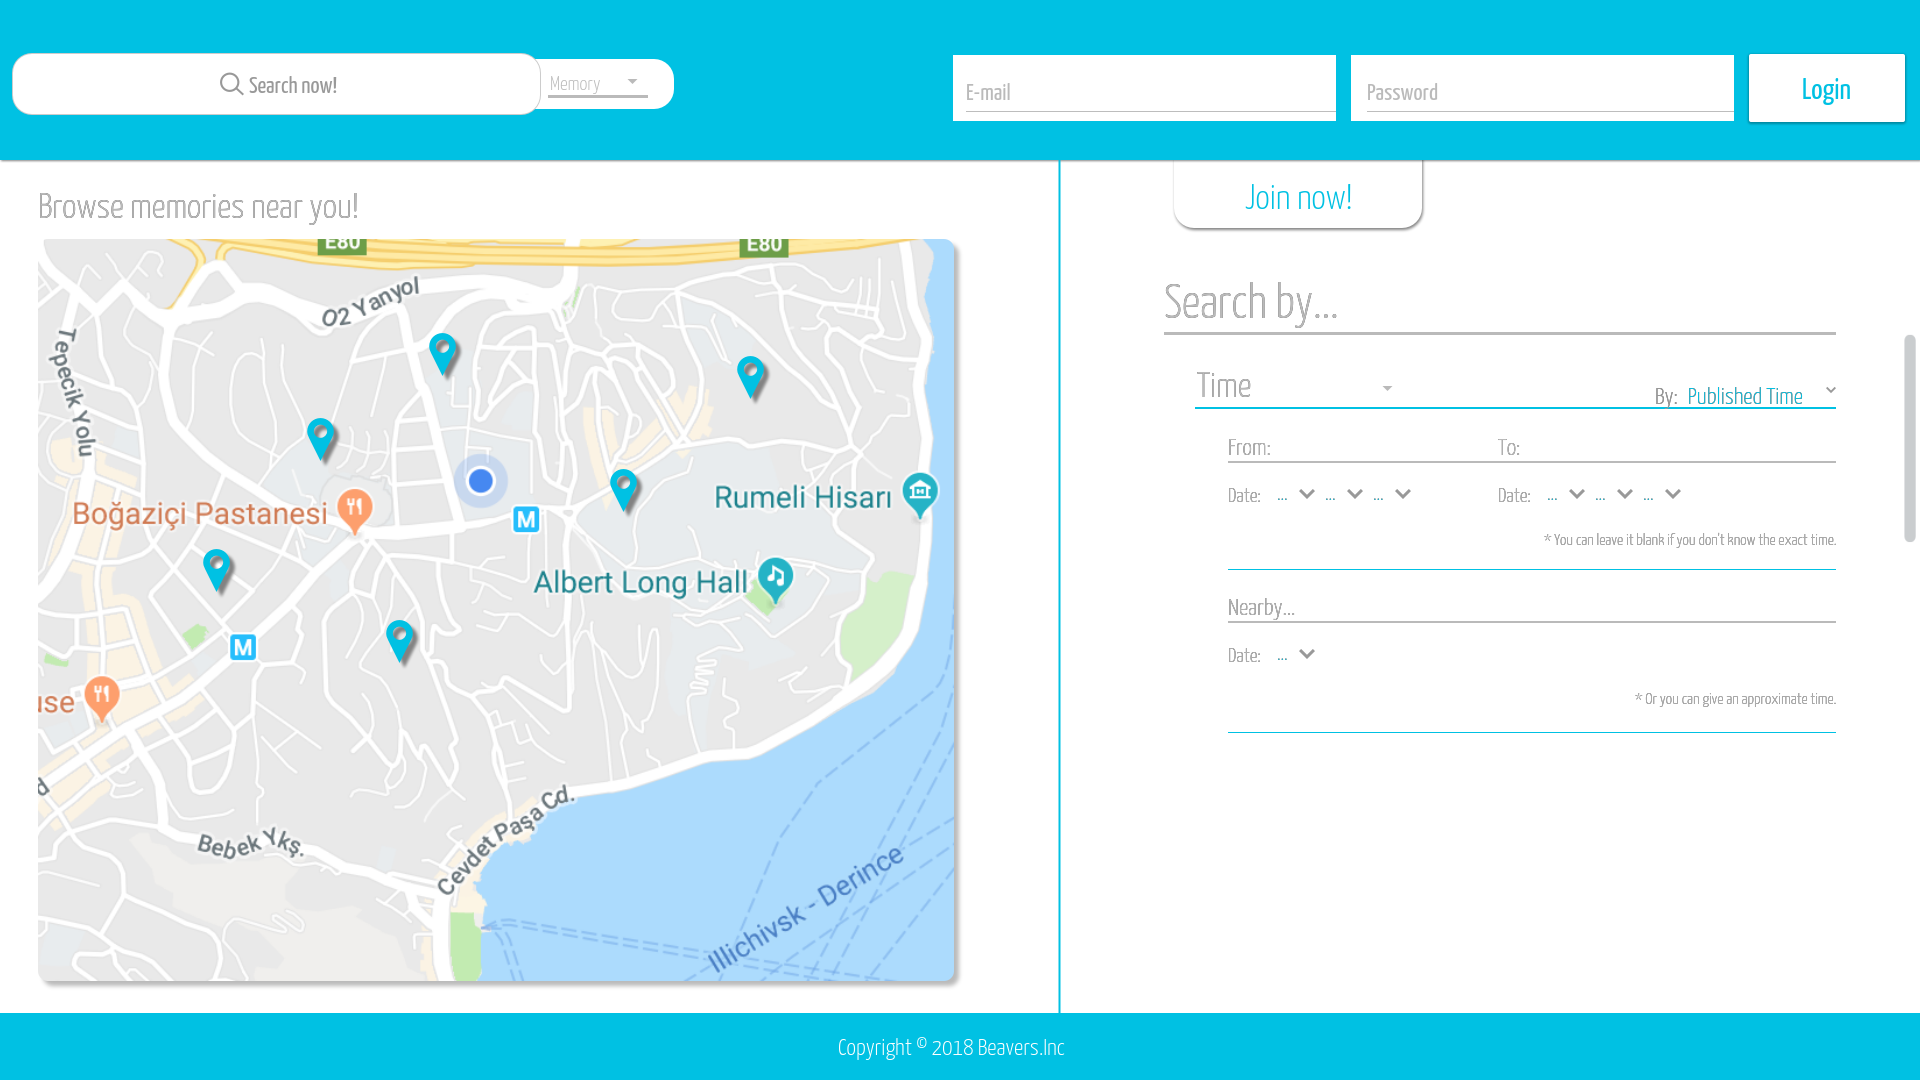 Search now!
Memory
E-mail
Password
Login
Browse memories near you!
E80
E80
O2 Yanyol
Tepecik Yolu
Boğaziçi Pastanesi
M
Rumeli Hisarı
Albert Long Hall
M
use
d
Bebek Ykş.
Cevdet Paşa Cd.
Illichivsk - Derince
Join now!
Search by...
Time
By: Published Time
From:
To:
Date: ... ... ...
Date: ... ... ...
* You can leave it blank if you don't know the exact time.
Nearby...
Date: ...
* Or you can give an approximate time.
Copyright © 2018 Beavers.Inc